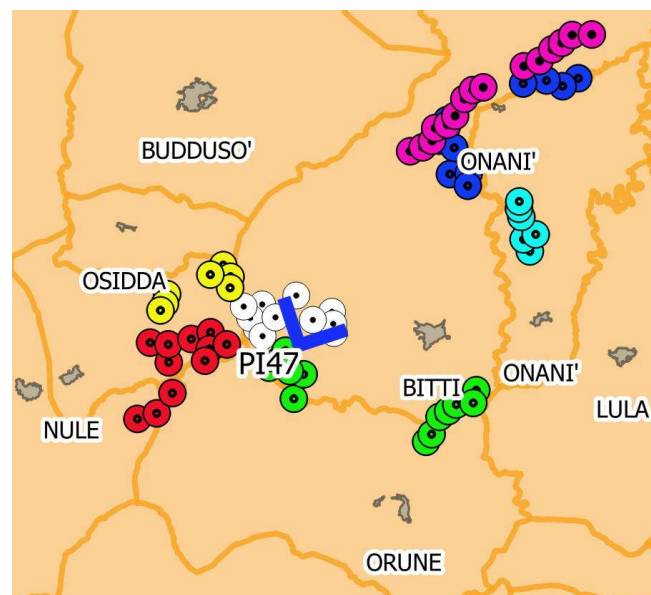 BUDDUSO'
ONANI'
OSIDDA
PI47
BITTI
ONANI'
LULA
NULE
ORUNE